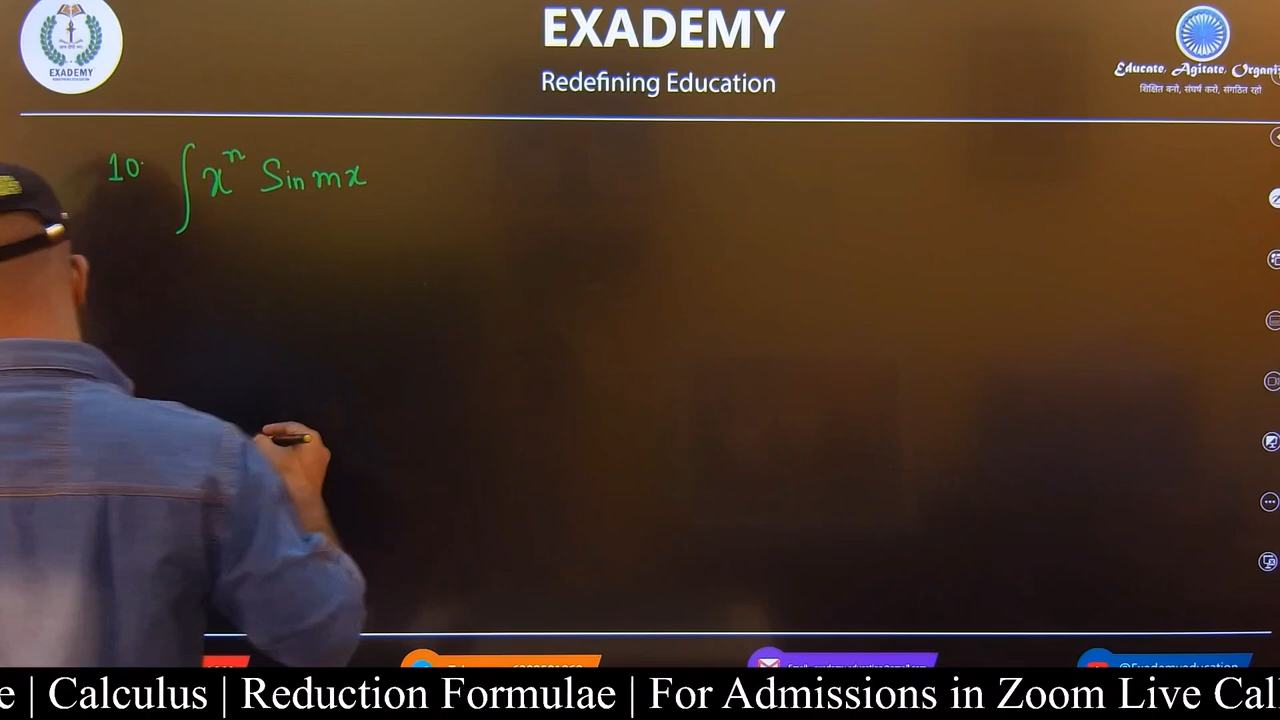 EXADEMY
Redefining Education
EXADEMY
Educate, Agitate, Organi
शिक्षित बनो, संघर्ष करो, संगठित रहो
10. ∫ xⁿ Sin mx
@Exademyeducation
e | Calculus | Reduction Formulae | For Admissions in Zoom Live Cal